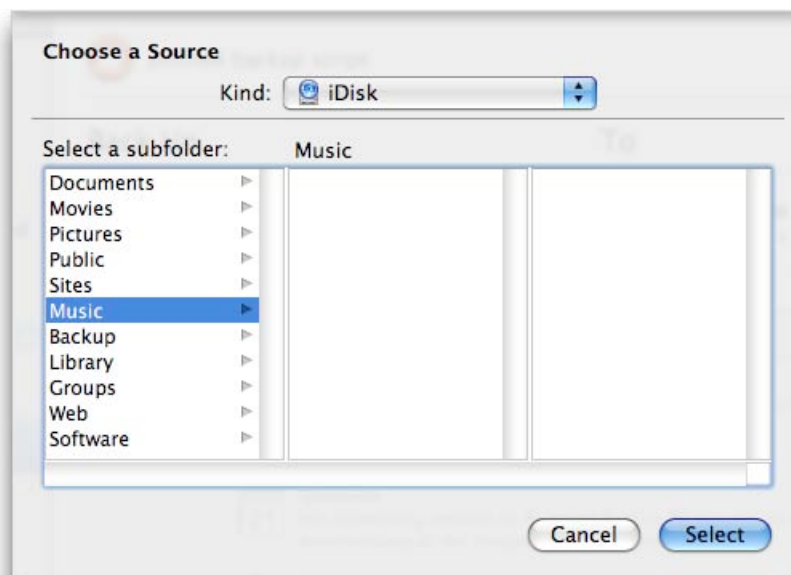 Choose a Source
Kind: iDisk
Select a subfolder: Music
Documents
Movies
Pictures
Public
Sites
Music
Backup
Library
Groups
Web
Software
To
Cancel Select